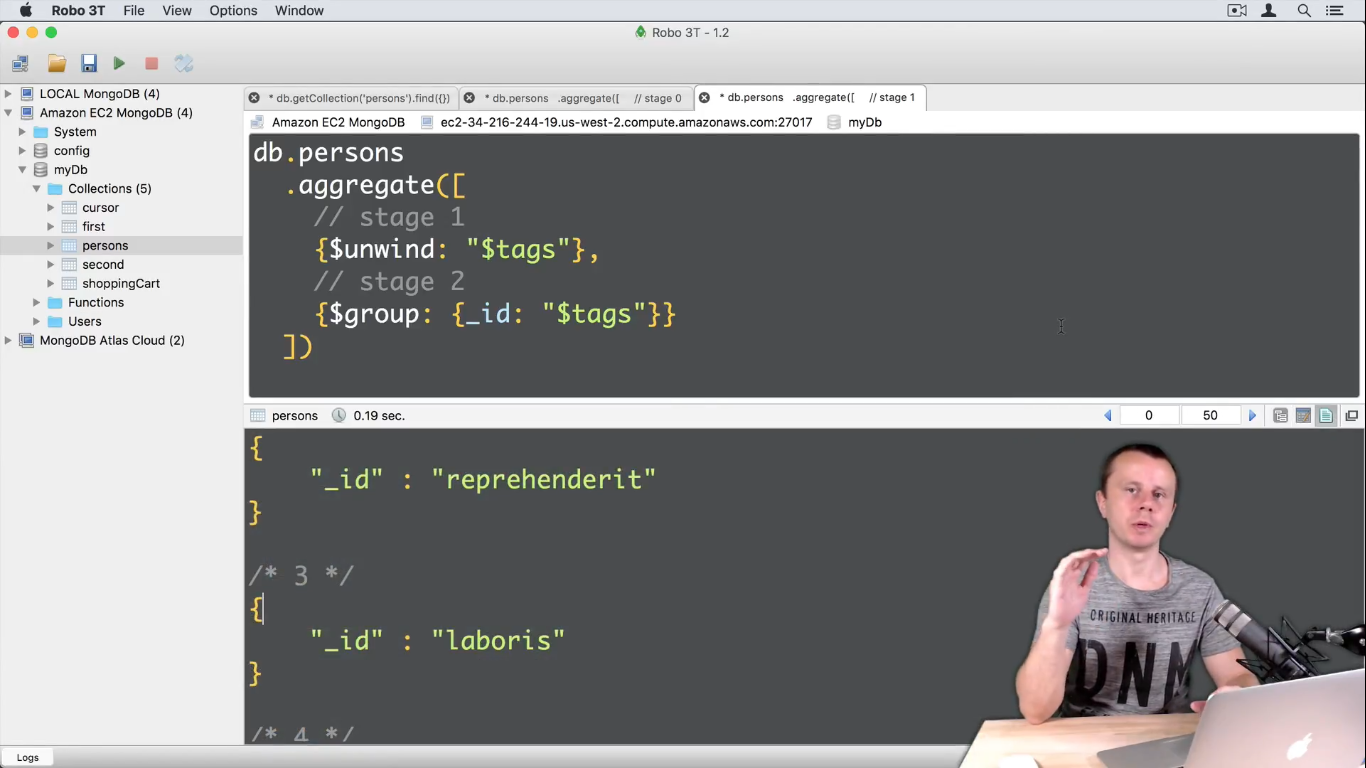 Robo 3T File View Options Window
Robo 3T - 1.2
LOCAL MongoDB (4)
Amazon EC2 MongoDB (4)
System
config
myDb
Collections (5)
cursor
first
persons
second
shoppingCart
Functions
Users
MongoDB Atlas Cloud (2)
* db.getCollection('persons').find({}) * db.persons .aggregate([ // stage 0 * db.persons .aggregate([ // stage 1
Amazon EC2 MongoDB ec2-34-216-244-19.us-west-2.compute.amazonaws.com:27017 myDb
db.persons
.aggregate([
// stage 1
{$unwind: "$tags"},
// stage 2
{$group: {_id: "$tags"}}
])
persons 0.19 sec. 0 50
{
"_id" : "reprehenderit"
}
/* 3 */
{
"_id" : "laboris"
}
/* 4 */
ORIGINAL HERITAGE
DNM
Logs